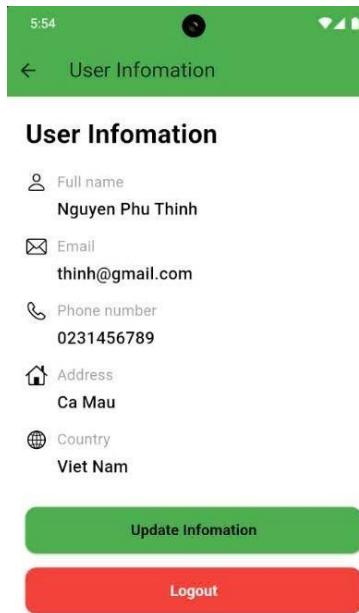 5:54
User Infomation
User Infomation
Full name
Nguyen Phu Thinh
Email
thinh@gmail.com
Phone number
0231456789
Address
Ca Mau
Country
Viet Nam
Update Infomation
Logout